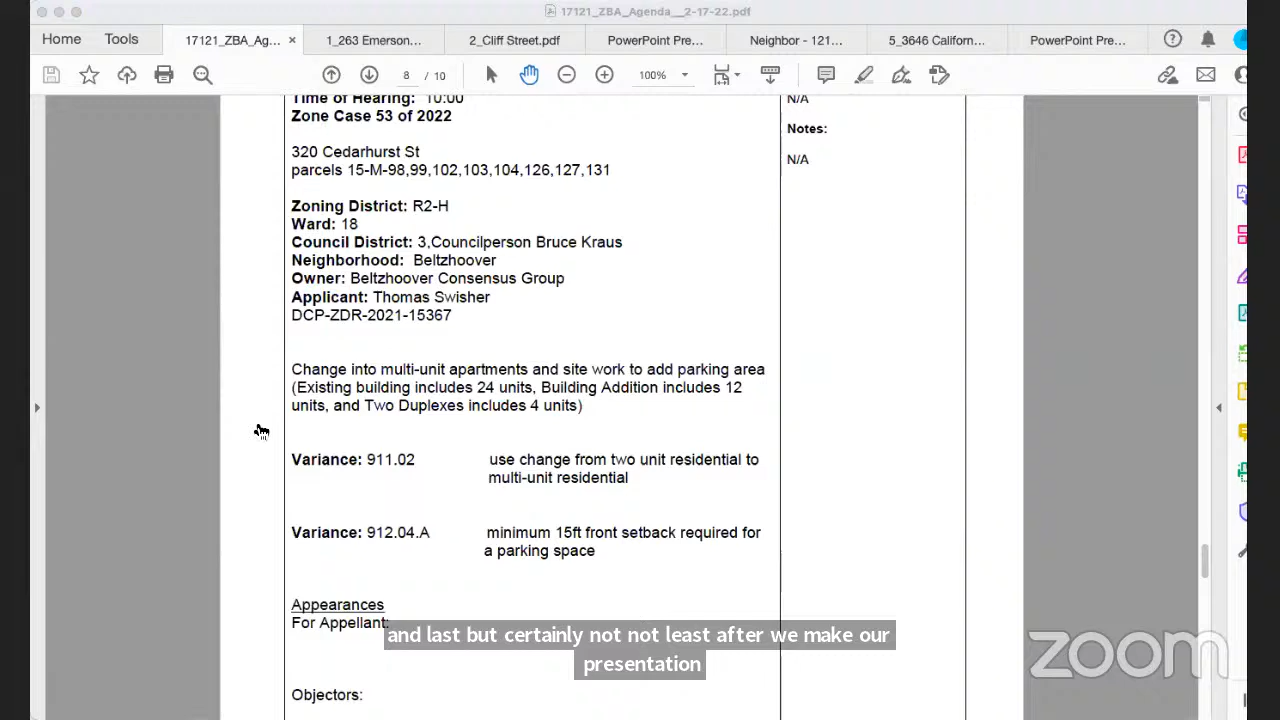 17121_ZBA_Agenda__2-17-22.pdf
Home Tools 17121_ZBA_Ag... × 1_263 Emerson... 2_Cliff Street.pdf PowerPoint Pre... Neighbor - 121... 5_3646 Californ... PowerPoint Pre...
8 / 10 100%
Time of Hearing: 10:00
N/A
Zone Case 53 of 2022
Notes:
320 Cedarhurst St
N/A
parcels 15-M-98,99,102,103,104,126,127,131
Zoning District: R2-H
Ward: 18
Council District: 3,Councilperson Bruce Kraus
Neighborhood: Beltzhoover
Owner: Beltzhoover Consensus Group
Applicant: Thomas Swisher
DCP-ZDR-2021-15367
Change into multi-unit apartments and site work to add parking area
(Existing building includes 24 units, Building Addition includes 12
units, and Two Duplexes includes 4 units)
Variance: 911.02 use change from two unit residential to
multi-unit residential
Variance: 912.04.A minimum 15ft front setback required for
a parking space
Appearances
For Appellant:
and last but certainly not not least after we make our
presentation
zoom
Objectors: